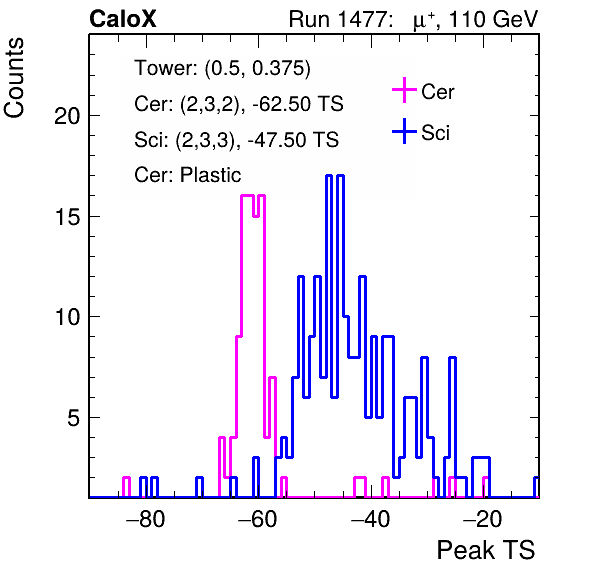 CaloX Run 1477: μ⁺, 110 GeV
Counts
Tower: (0.5, 0.375)
Cer: (2,3,2), -62.50 TS
Sci: (2,3,3), -47.50 TS
Cer: Plastic
Cer
Sci
20
15
10
5
−80 −60 −40 −20
Peak TS